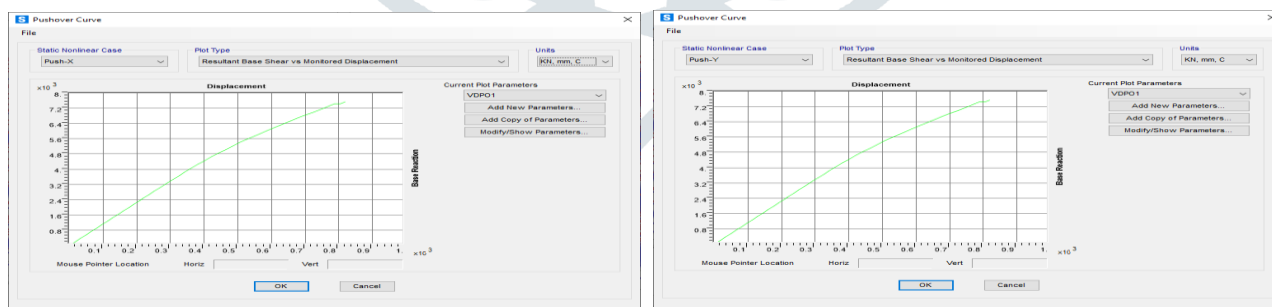 Pushover Curve
File
Static Nonlinear Case
Plot Type
Units
Push-X
Resultant Base Shear vs Monitored Displacement
KN, mm, C
x10 3
Displacement
8.
7.2
6.4
5.6
4.8
4.
3.2
2.4
1.6
0.8
0.1 0.2 0.3 0.4 0.5 0.6 0.7 0.8 0.9 1.
x10 3
Base Reaction
Current Plot Parameters
VDPO1
Add New Parameters...
Add Copy of Parameters...
Modify/Show Parameters...
Mouse Pointer Location Horiz Vert
OK Cancel
Pushover Curve
File
Static Nonlinear Case
Plot Type
Units
Push-Y
Resultant Base Shear vs Monitored Displacement
KN, mm, C
x10 3
Displacement
8.
7.2
6.4
5.6
4.8
4.
3.2
2.4
1.6
0.8
0.1 0.2 0.3 0.4 0.5 0.6 0.7 0.8 0.9 1.
x10 3
Base Reaction
Current Plot Parameters
VDPO1
Add New Parameters...
Add Copy of Parameters...
Modify/Show Parameters...
Mouse Pointer Location Horiz Vert
OK Cancel